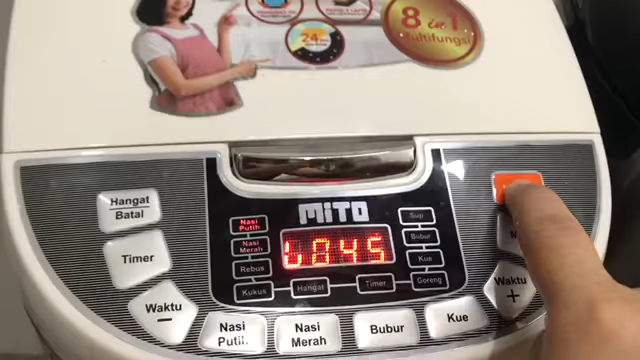 24
8 in 1
Multifungsi
MITO
Nasi
Putih
Nasi
Merah
Rebus
Kukus
Hangat
Timer
Sup
Bubur
Kue
Goreng
Hangat
Batal
Timer
Waktu
−
Nasi
Putih
Nasi
Merah
Bubur
Kue
Waktu
+